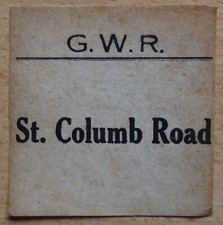 G. W. R.
St. Columb Road